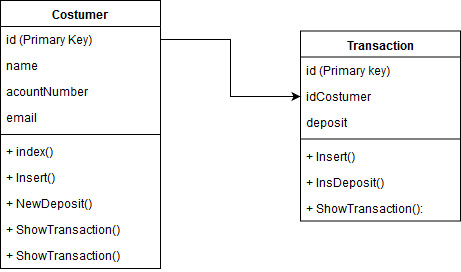 Costumer
id (Primary Key)
name
acountNumber
email
+ index()
+ Insert()
+ NewDeposit()
+ ShowTransaction()
+ ShowTransaction()
Transaction
id (Primary key)
idCostumer
deposit
+ Insert()
+ InsDeposit()
+ ShowTransaction():